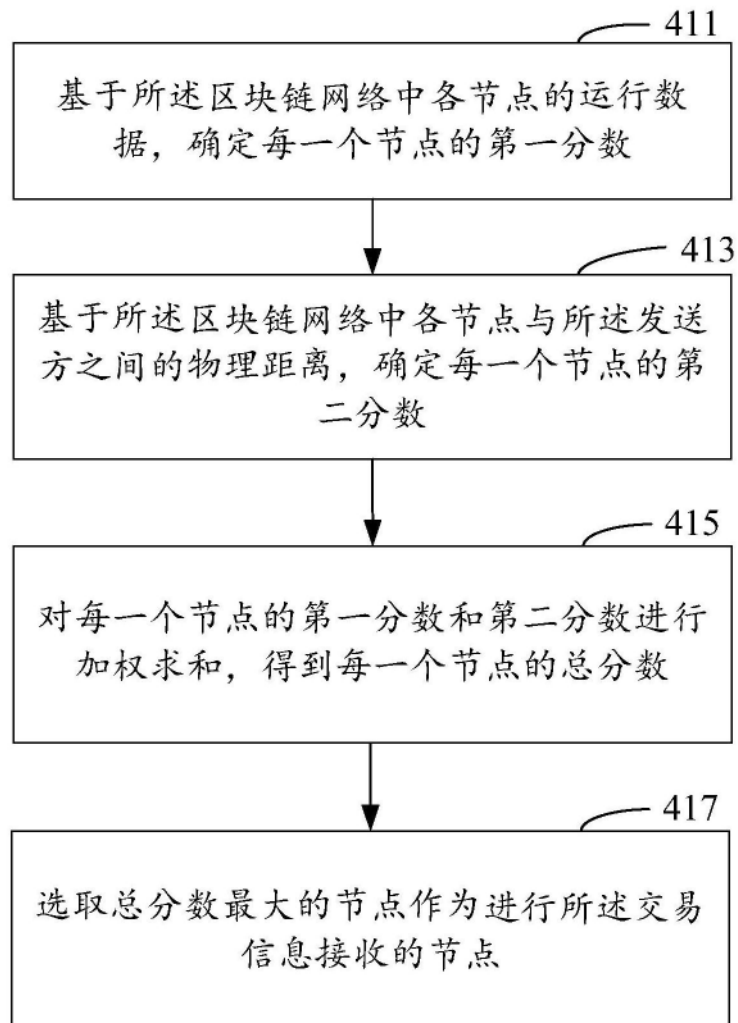 411
基于所述区块链网络中各节点的运行数
据，确定每一个节点的第一分数
413
基于所述区块链网络中各节点与所述发送
方之间的物理距离，确定每一个节点的第
二分数
415
对每一个节点的第一分数和第二分数进行
加权求和，得到每一个节点的总分数
417
选取总分数最大的节点作为进行所述交易
信息接收的节点